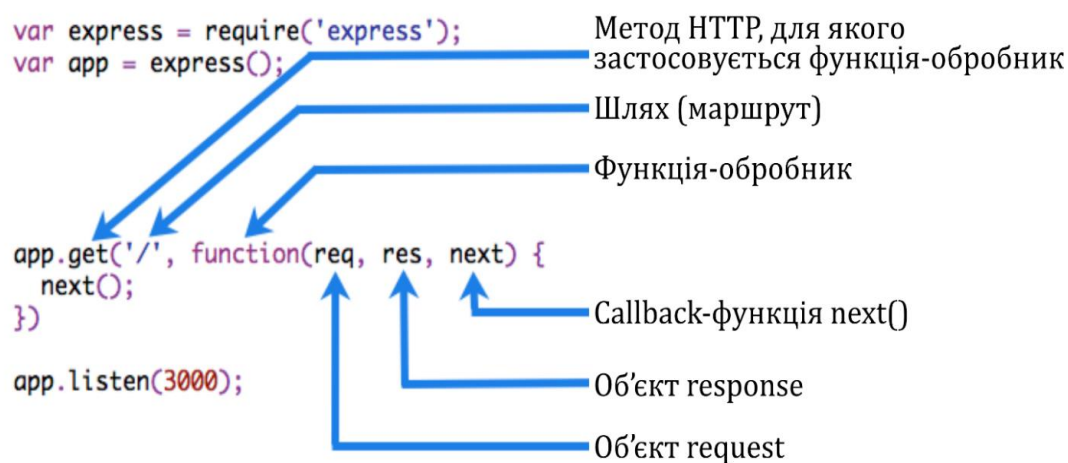 var express = require('express');
var app = express();
Метод HTTP, для якого
застосовується функція-обробник
Шлях (маршрут)
Функція-обробник
app.get('/', function(req, res, next) {
next();
})
Callback-функція next()
app.listen(3000);
Об’єкт response
Об’єкт request